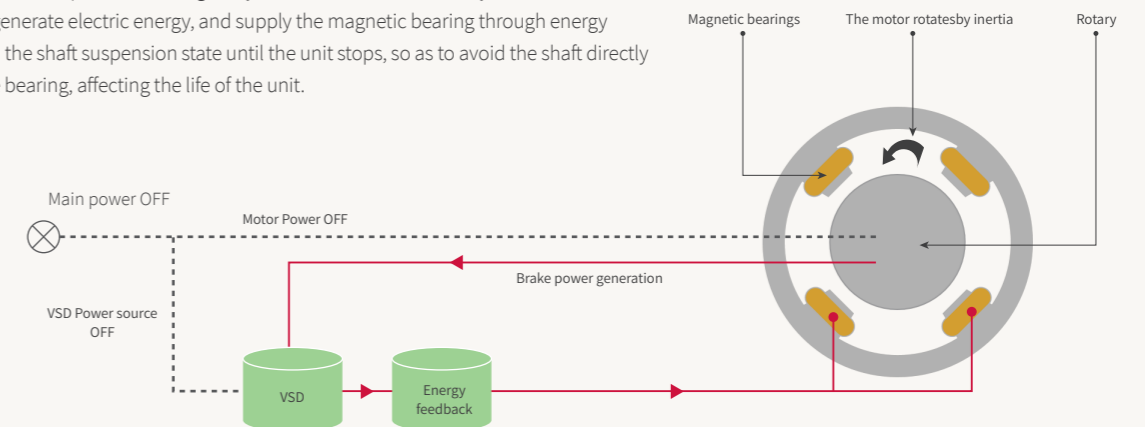 generate electric energy, and supply the magnetic bearing through energy
the shaft suspension state until the unit stops, so as to avoid the shaft directly
bearing, affecting the life of the unit.
Magnetic bearings
The motor rotatesby inertia
Rotary
Main power OFF
Motor Power OFF
Brake power generation
VSD Power source
OFF
VSD
Energy
feedback